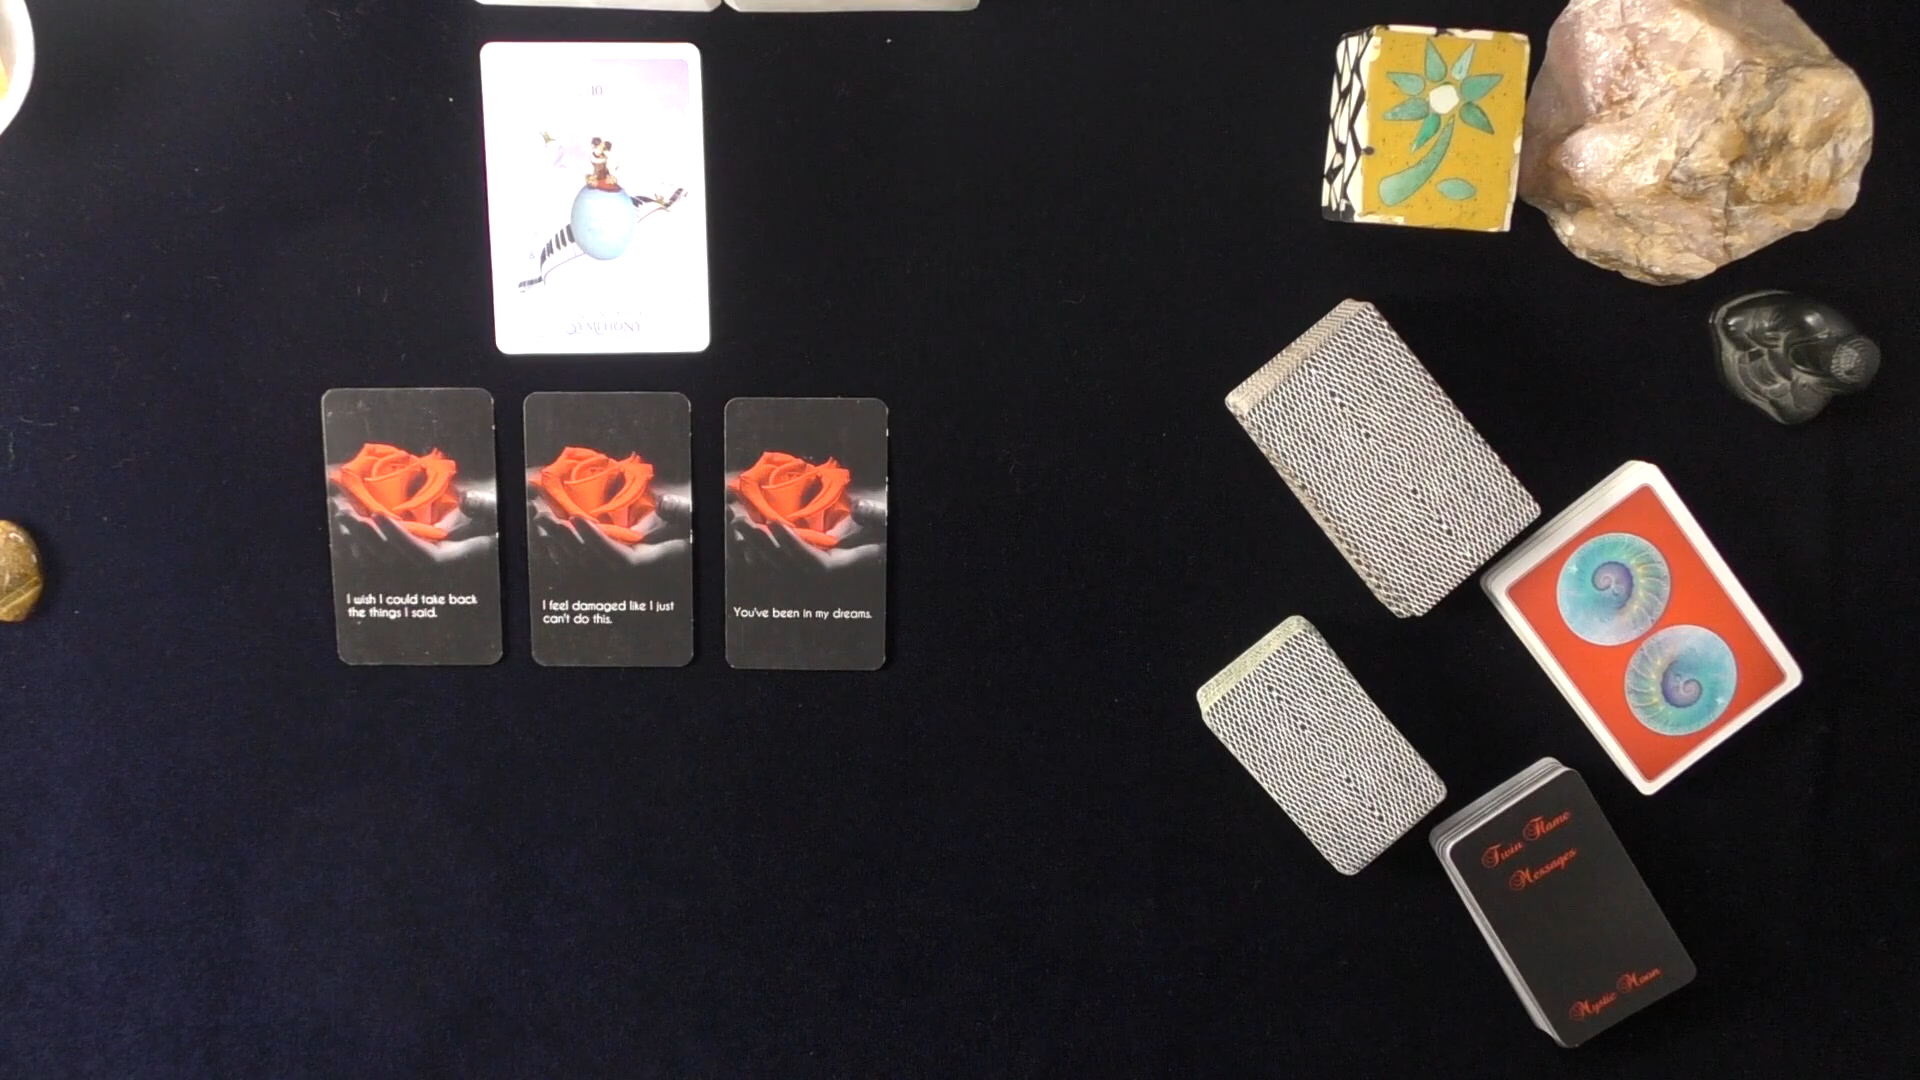 10
SYMPHONY
I wish I could take back
the things I said.
I feel damaged like I just
can't do this.
You've been in my dreams.
Twin Flame
Messages
Mystic Moon